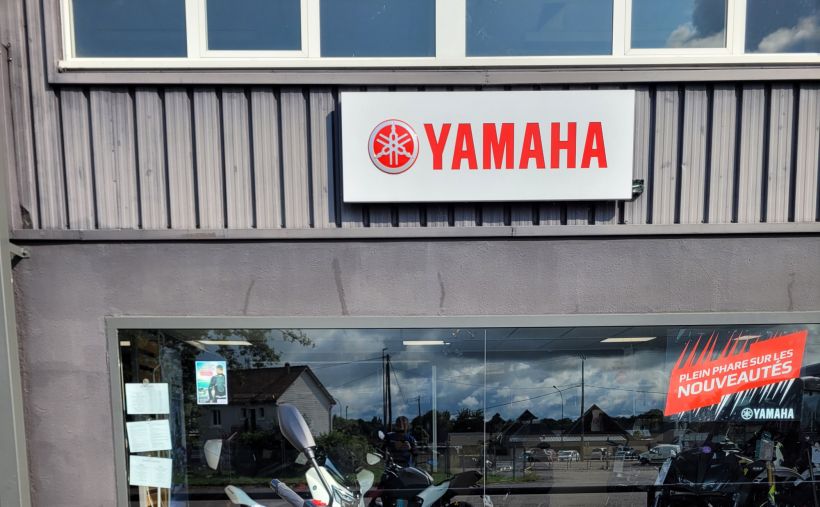 YAMAHA
PLEIN PHARE SUR LES
NOUVEAUTÉS
YAMAHA